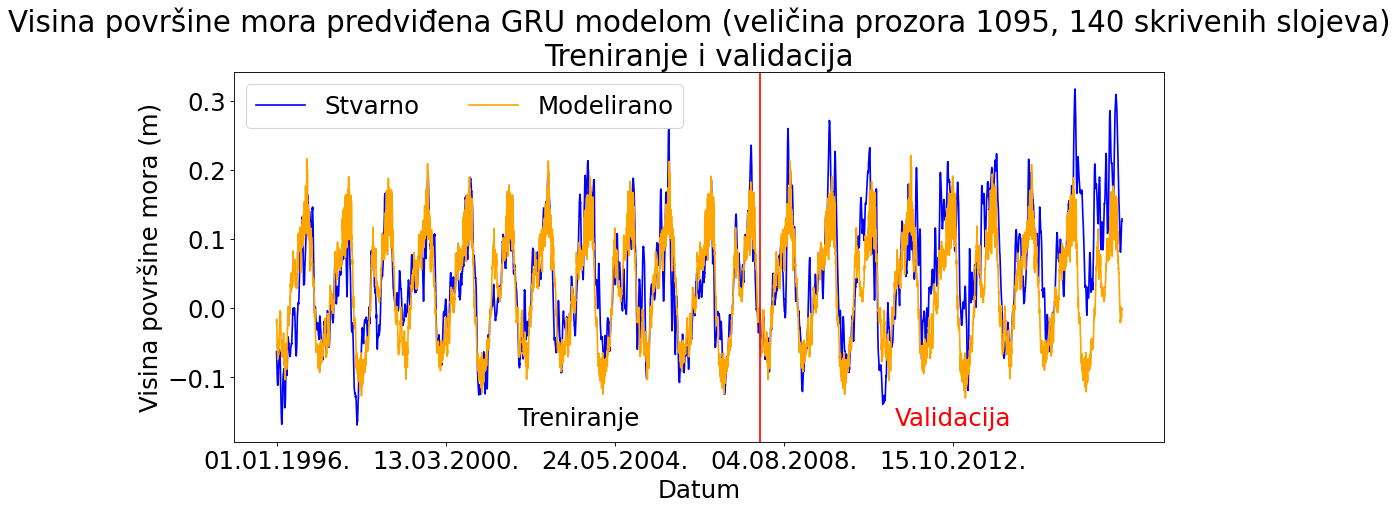 Visina površine mora predviđena GRU modelom (veličina prozora 1095, 140 skrivenih slojeva)
Treniranje i validacija
Stvarno
Modelirano
Visina površine mora (m)
0.3
0.2
0.1
0.0
−0.1
Treniranje
Validacija
01.01.1996.
13.03.2000.
24.05.2004.
04.08.2008.
15.10.2012.
Datum